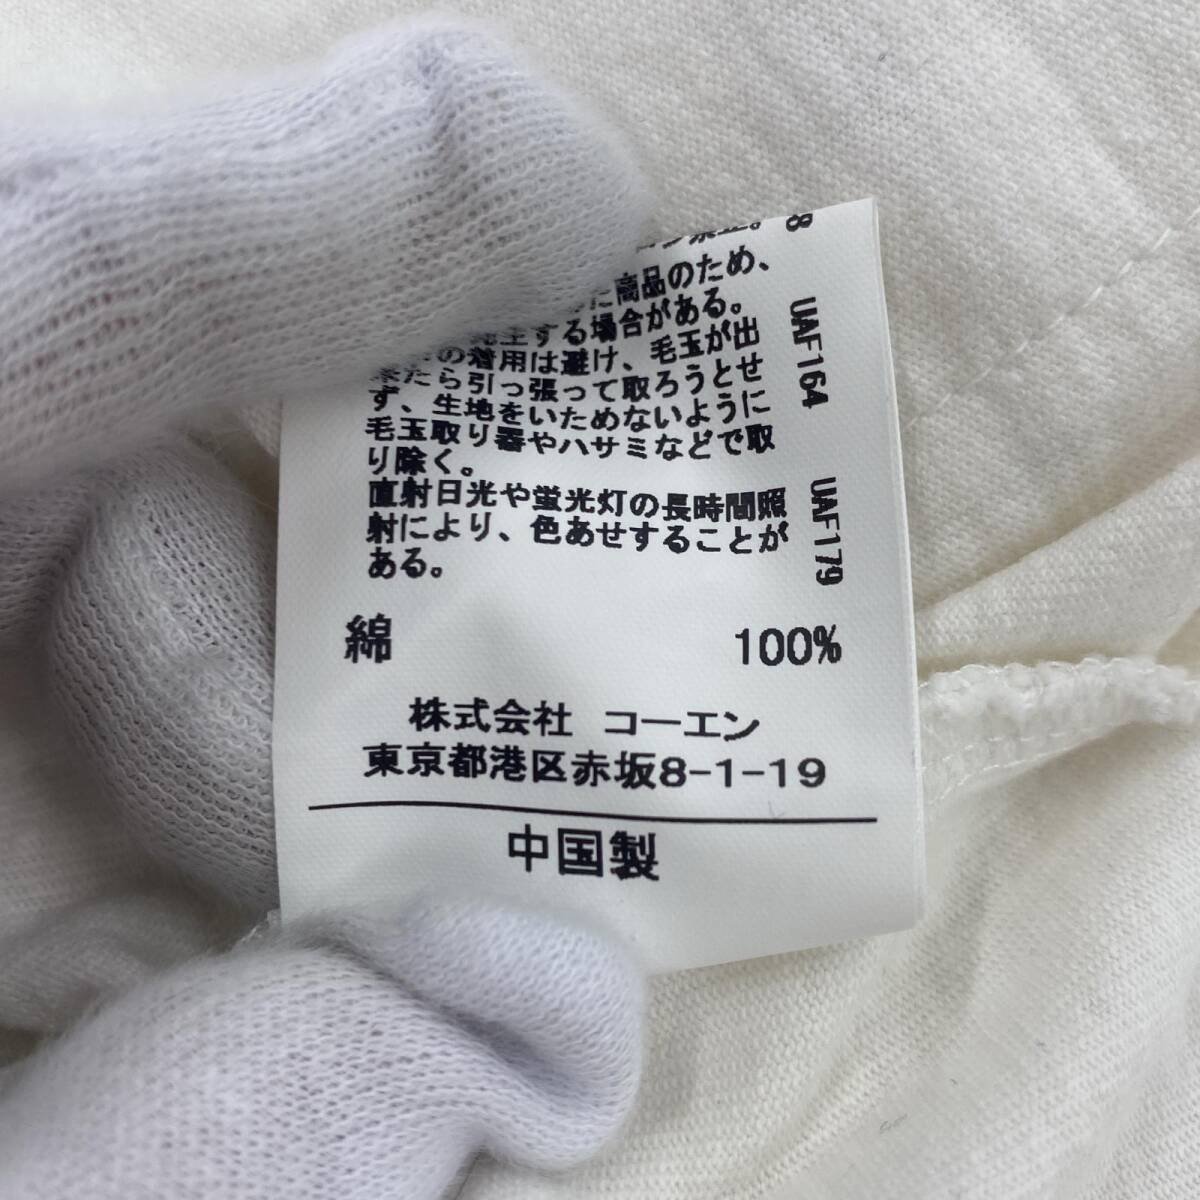 商品のため、
する場合がある。
の着用は避け、毛玉が出
来たら引っ張って取ろうとせ
ず、生地をいためないように
毛玉取り器やハサミなどで取
り除く。
直射日光や蛍光灯の長時間照
射により、色あせすることが
ある。
8 UAF164 UAF179
綿 100%
株式会社 コーエン
東京都港区赤坂8-1-19
中国製